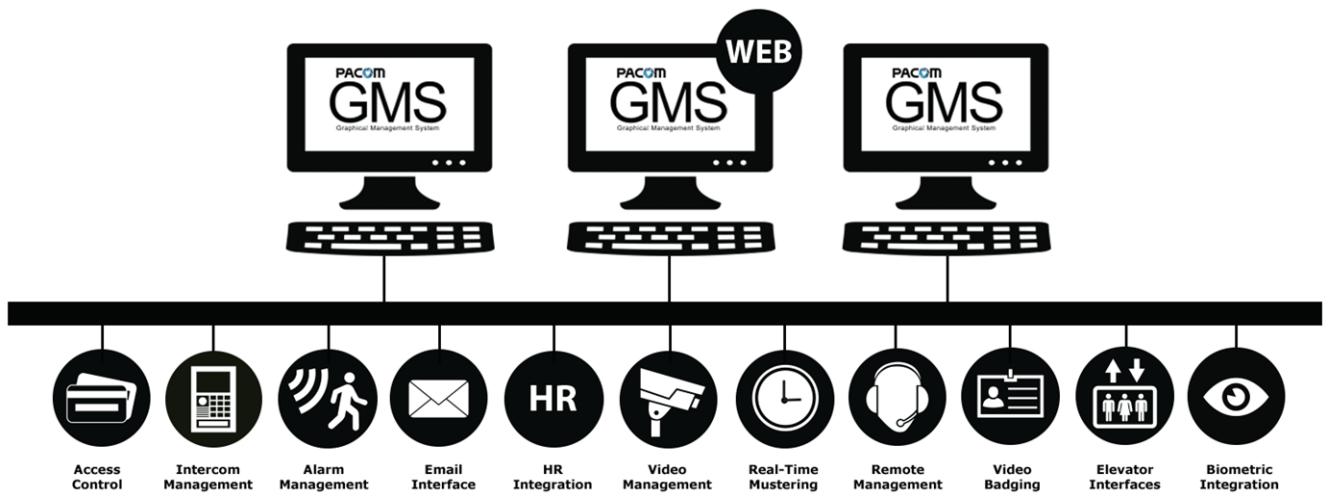 WEB
PACOM
GMS
Graphical Management System
PACOM
GMS
Graphical Management System
PACOM
GMS
Graphical Management System
HR
Access
Control
Intercom
Management
Alarm
Management
Email
Interface
HR
Integration
Video
Management
Real-Time
Mustering
Remote
Management
Video
Badging
Elevator
Interfaces
Biometric
Integration